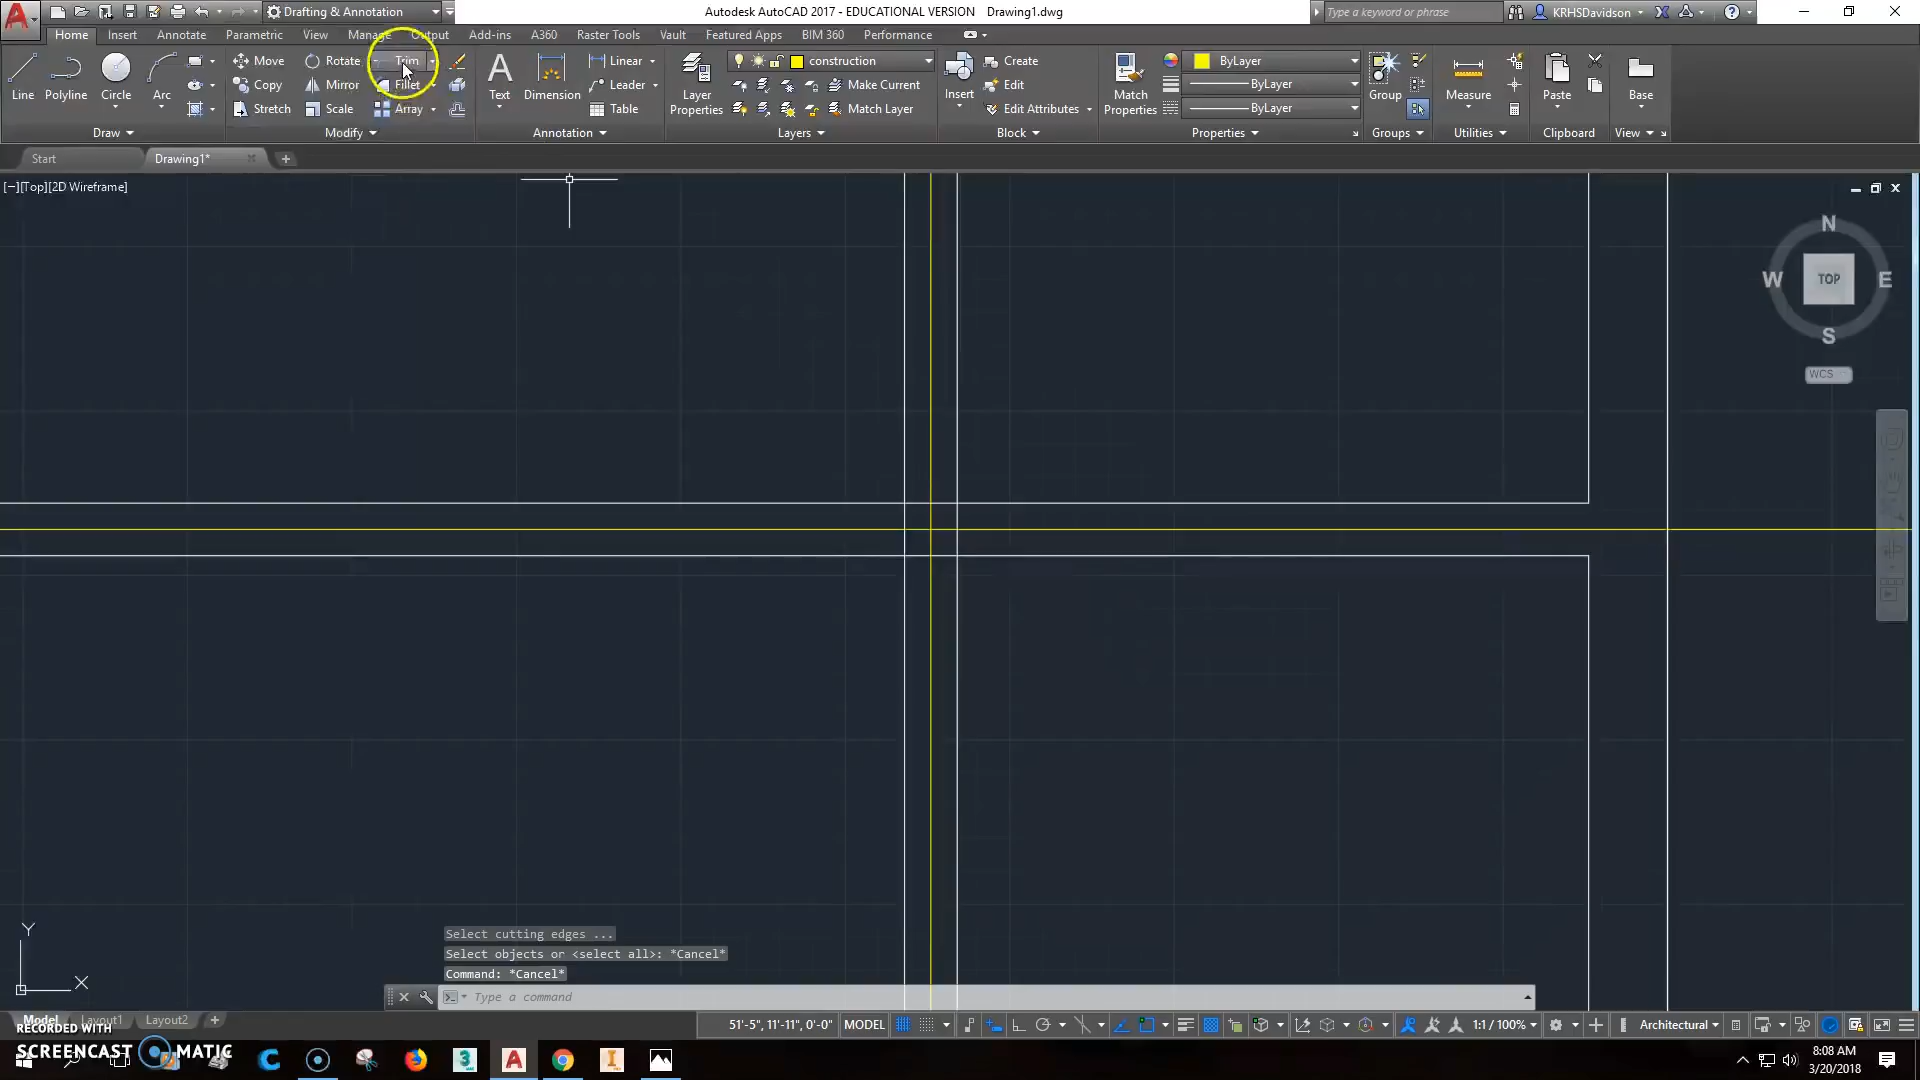 Drafting & Annotation
Autodesk AutoCAD 2017 - EDUCATIONAL VERSION Drawing1.dwg
Type a keyword or phrase
KRHSDavidson
Home Insert Annotate Parametric View Manage Output Add-ins A360 Raster Tools Vault Featured Apps BIM 360 Performance
Move Rotate Trim Linear construction Create ByLayer
Copy Mirror Fillet Leader Make Current Edit ByLayer
Stretch Scale Array Table Match Layer Edit Attributes ByLayer
Line Polyline Circle Arc Text Dimension Layer Properties Insert Match Properties Group Measure Paste Base
Draw Modify Annotation Layers Block Properties Groups Utilities Clipboard View
Start Drawing1*
[−][Top][2D Wireframe]
N
W TOP E
S
WCS
Y
X
Select cutting edges ...
Select objects or <select all>: *Cancel*
Command: *Cancel*
Type a command
Model Layout1 Layout2
51'-5", 11'-11", 0'-0" MODEL 1:1 / 100% Architectural
RECORDED WITH
SCREENCAST MATIC
8:08 AM
3/20/2018